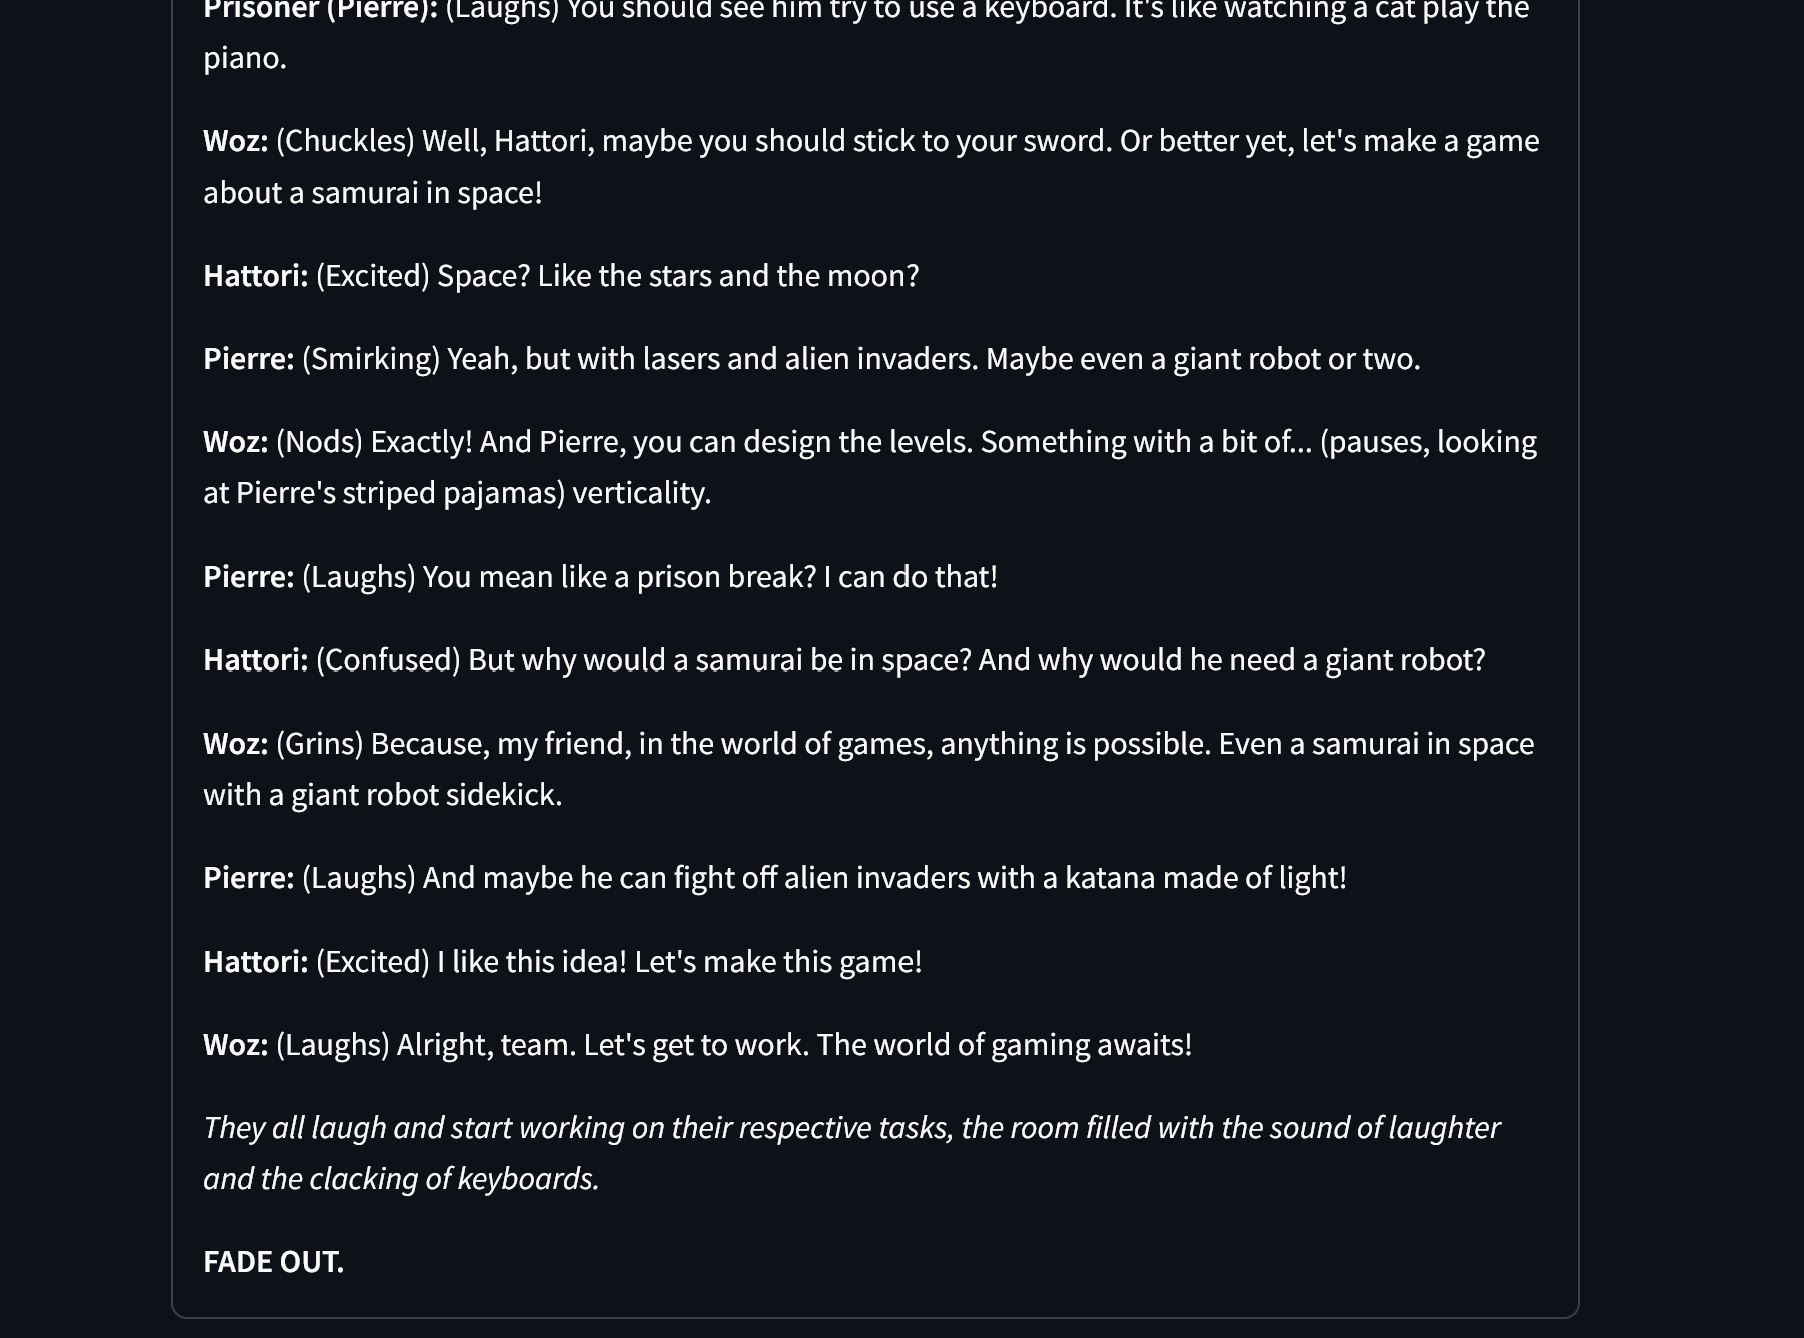 Prisoner (Pierre): (Laughs) You should see him try to use a keyboard. It's like watching a cat play the
piano.
Woz: (Chuckles) Well, Hattori, maybe you should stick to your sword. Or better yet, let's make a game
about a samurai in space!
Hattori: (Excited) Space? Like the stars and the moon?
Pierre: (Smirking) Yeah, but with lasers and alien invaders. Maybe even a giant robot or two.
Woz: (Nods) Exactly! And Pierre, you can design the levels. Something with a bit of... (pauses, looking
at Pierre's striped pajamas) verticality.
Pierre: (Laughs) You mean like a prison break? I can do that!
Hattori: (Confused) But why would a samurai be in space? And why would he need a giant robot?
Woz: (Grins) Because, my friend, in the world of games, anything is possible. Even a samurai in space
with a giant robot sidekick.
Pierre: (Laughs) And maybe he can fight off alien invaders with a katana made of light!
Hattori: (Excited) I like this idea! Let's make this game!
Woz: (Laughs) Alright, team. Let's get to work. The world of gaming awaits!
They all laugh and start working on their respective tasks, the room filled with the sound of laughter
and the clacking of keyboards.
FADE OUT.